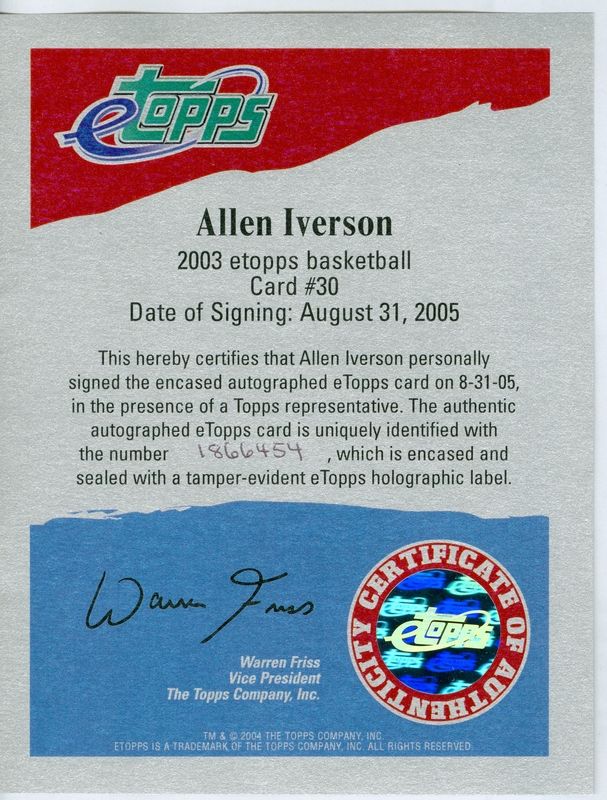 etopps
Allen Iverson
2003 etopps basketball
Card #30
Date of Signing: August 31, 2005
This hereby certifies that Allen Iverson personally
signed the encased autographed eTopps card on 8-31-05,
in the presence of a Topps representative. The authentic
autographed eTopps card is uniquely identified with
the number 1866454 , which is encased and
sealed with a tamper-evident eTopps holographic label.
Warren Friss
Warren Friss
Vice President
The Topps Company, Inc.
CERTIFICATE OF AUTHENTICITY
etopps
TM & © 2004 THE TOPPS COMPANY, INC.
ETOPPS IS A TRADEMARK OF THE TOPPS COMPANY, INC. ALL RIGHTS RESERVED.